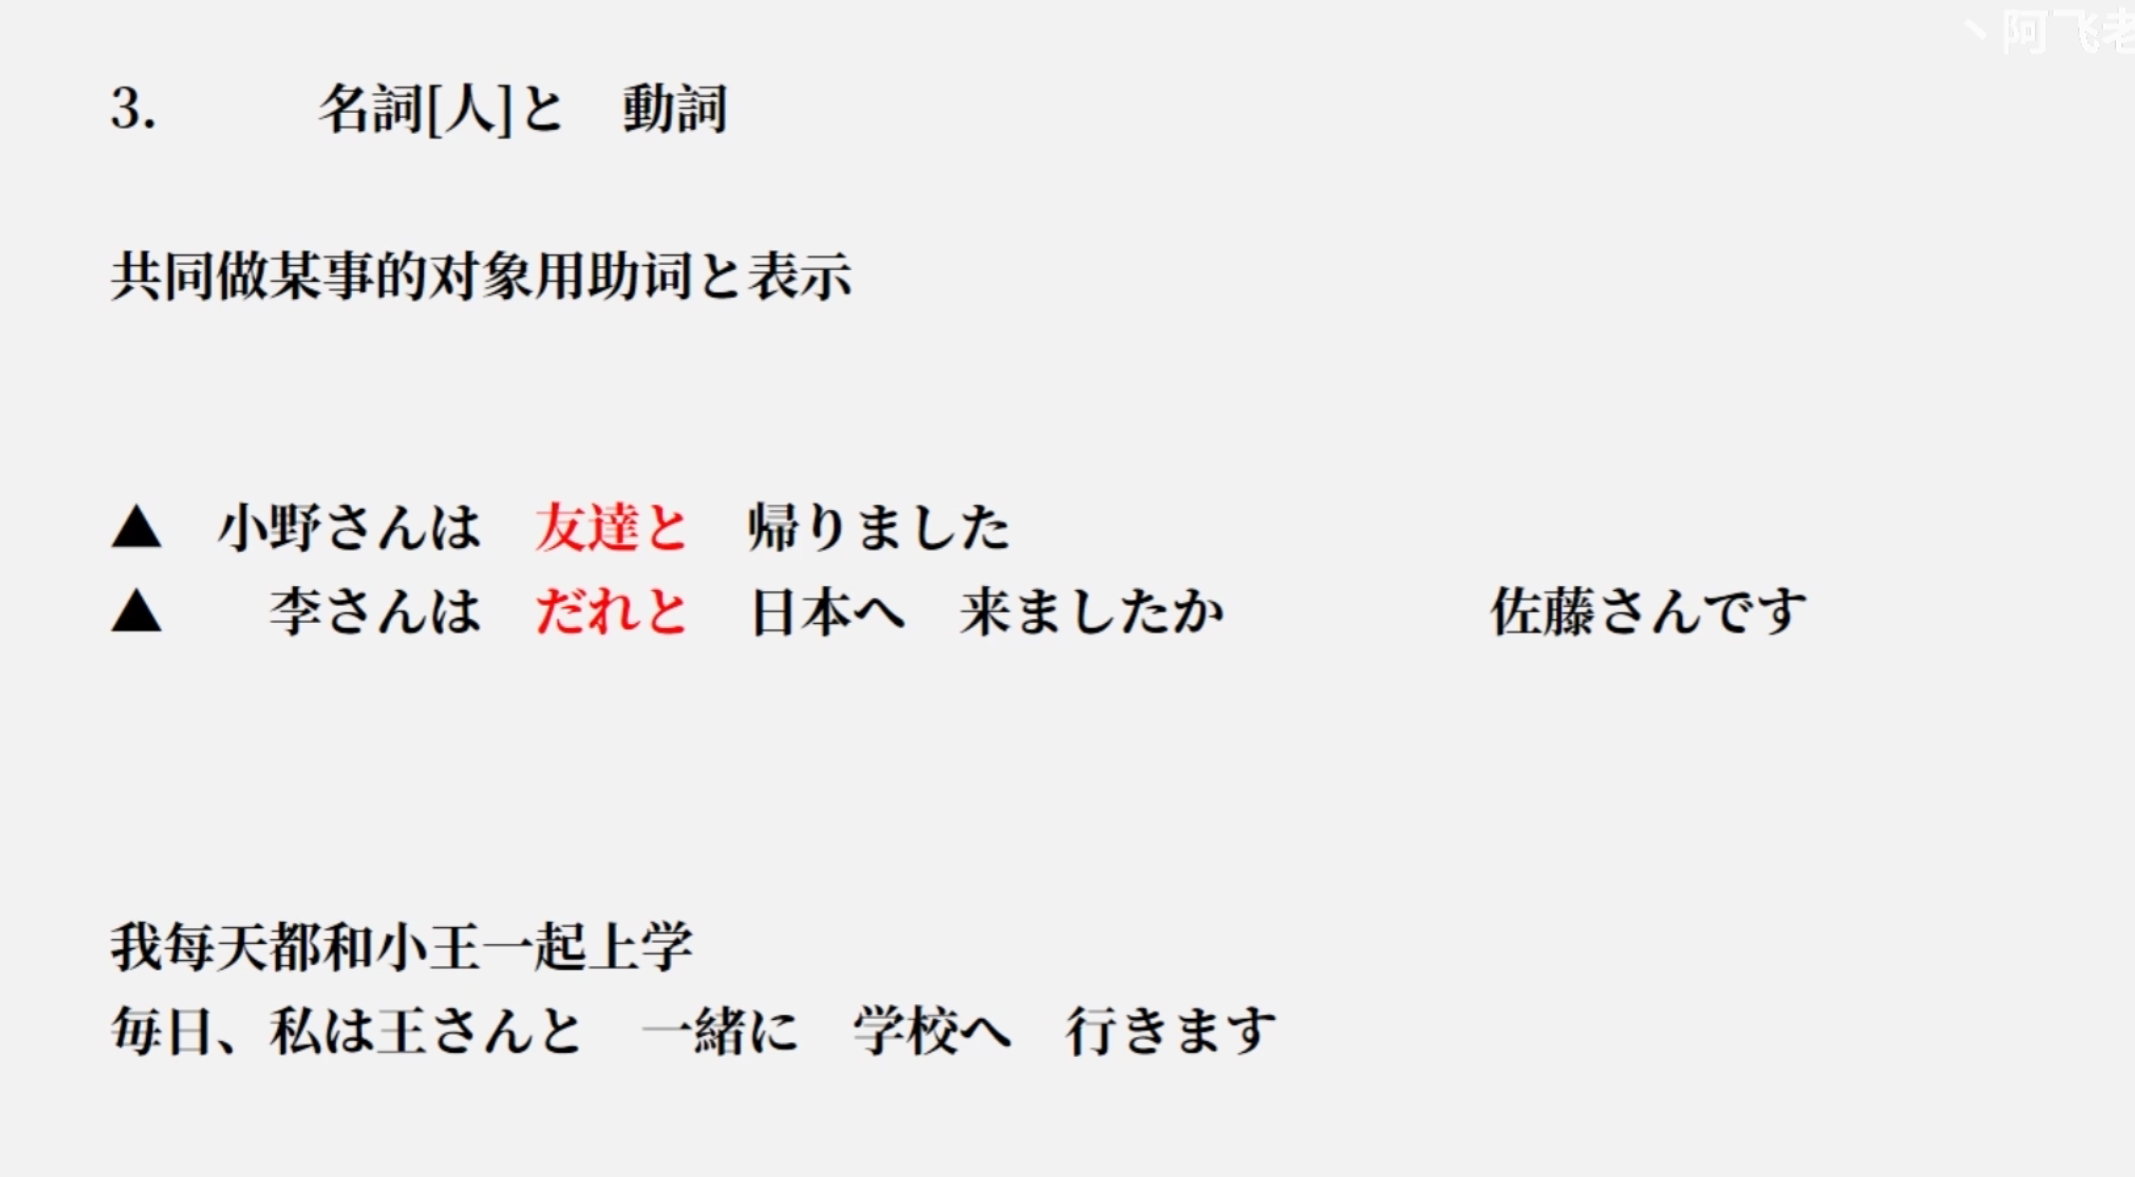 丶阿飞老
3.　　　名詞[人]と　動詞
共同做某事的对象用助词と表示
▲　小野さんは　友達と　帰りました
▲　　李さんは　だれと　日本へ　来ましたか　　　　　佐藤さんです
我每天都和小王一起上学
毎日、私は王さんと　一緒に　学校へ　行きます